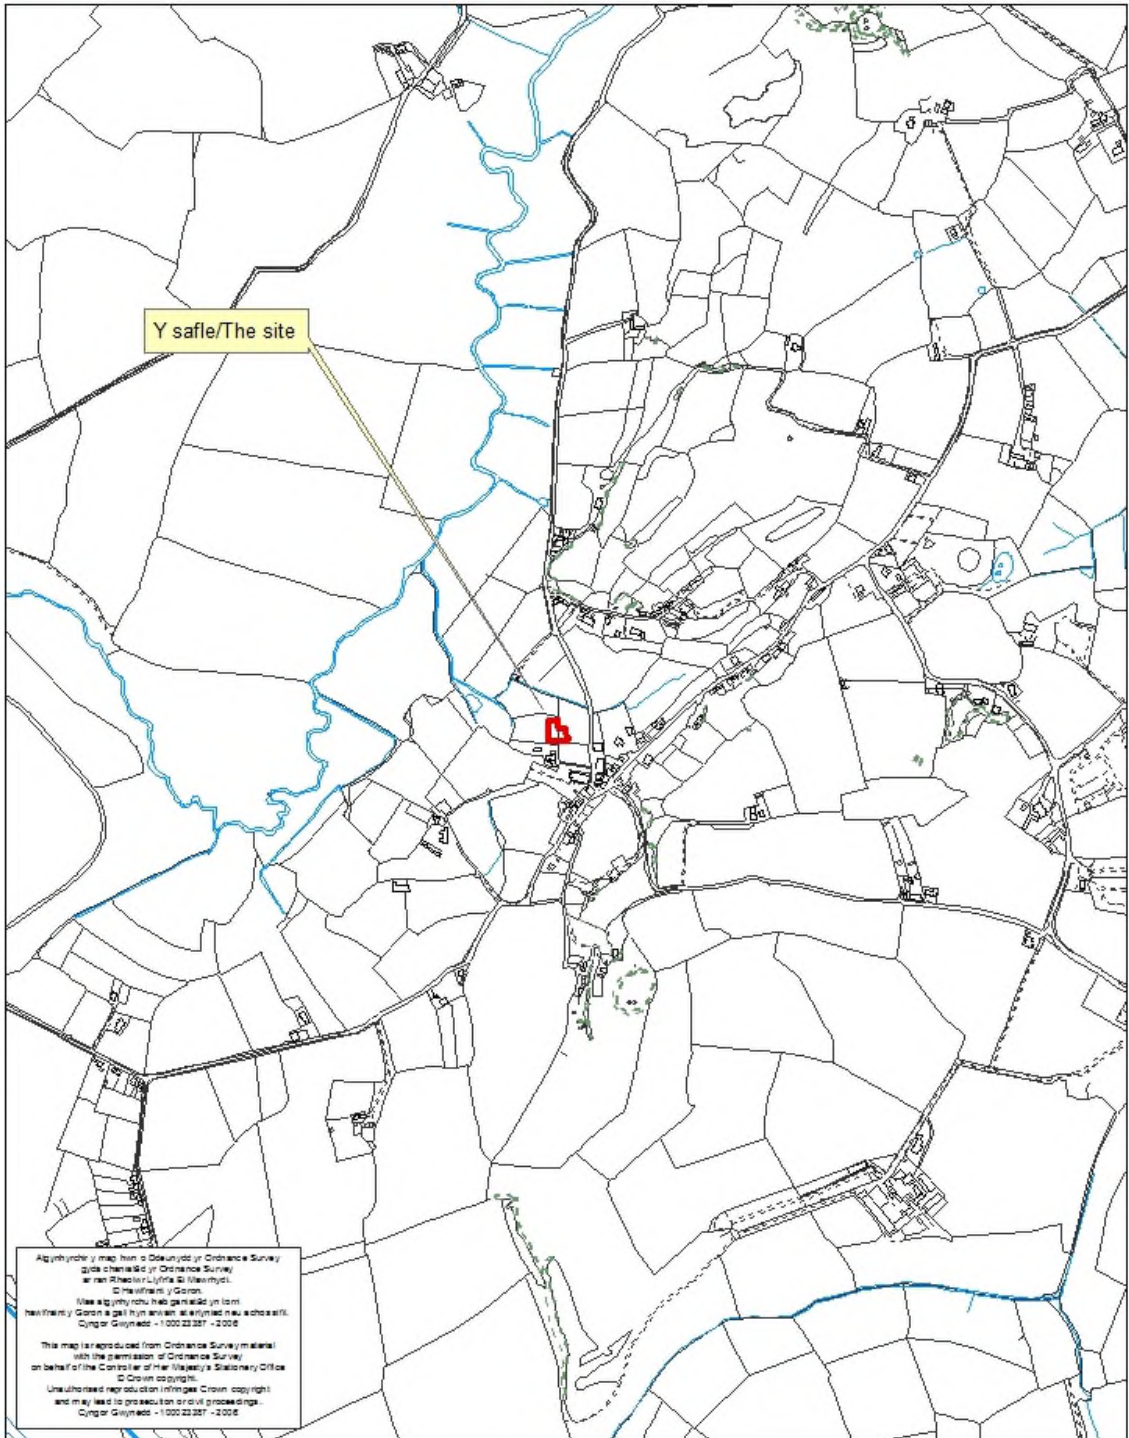 Y safle/The site
Algynhyrchir y map hwn o Ddeunydd yr Ordnance Survey
gyda chaniatâd yr Ordnance Survey
ar ran Rheolwr Llyfrfa Ei Mawrhydi.
© Hawlfraint y Goron.
Mae atgynhyrchu heb ganiatâd yn torri
hawlfraint y Goron a gall hyn arwain at erlyniad neu achos sifil.
Cyngor Gwynedd - 100023387 - 2006
This map is reproduced from Ordnance Survey material
with the permission of Ordnance Survey
on behalf of the Controller of Her Majesty's Stationery Office
© Crown copyright.
Unauthorised reproduction infringes Crown copyright
and may lead to prosecution or civil proceedings.
Cyngor Gwynedd - 100023387 - 2006